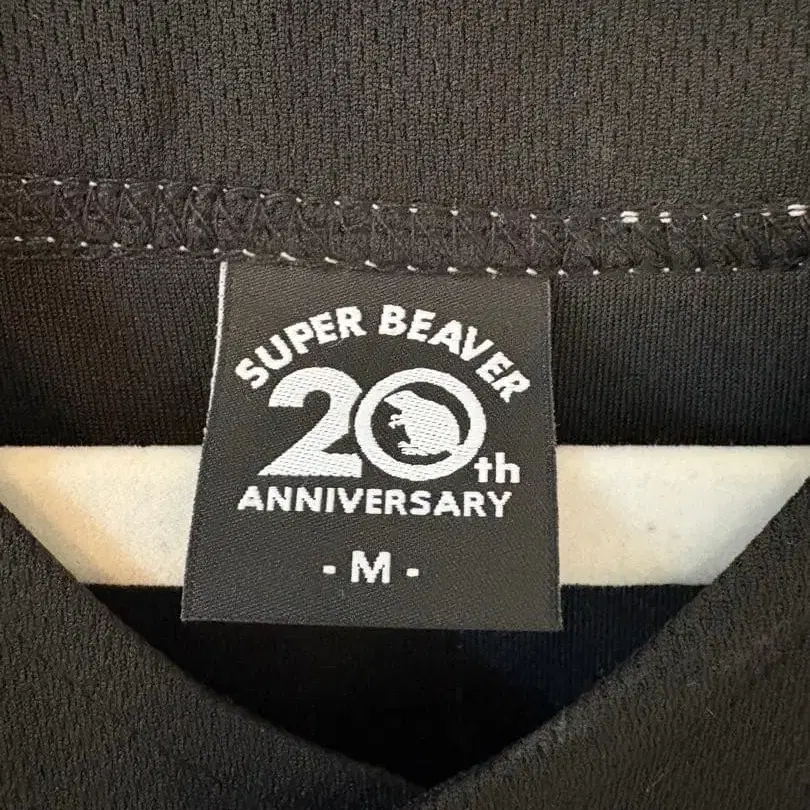 SUPER BEAVER
20th
ANNIVERSARY
- M -